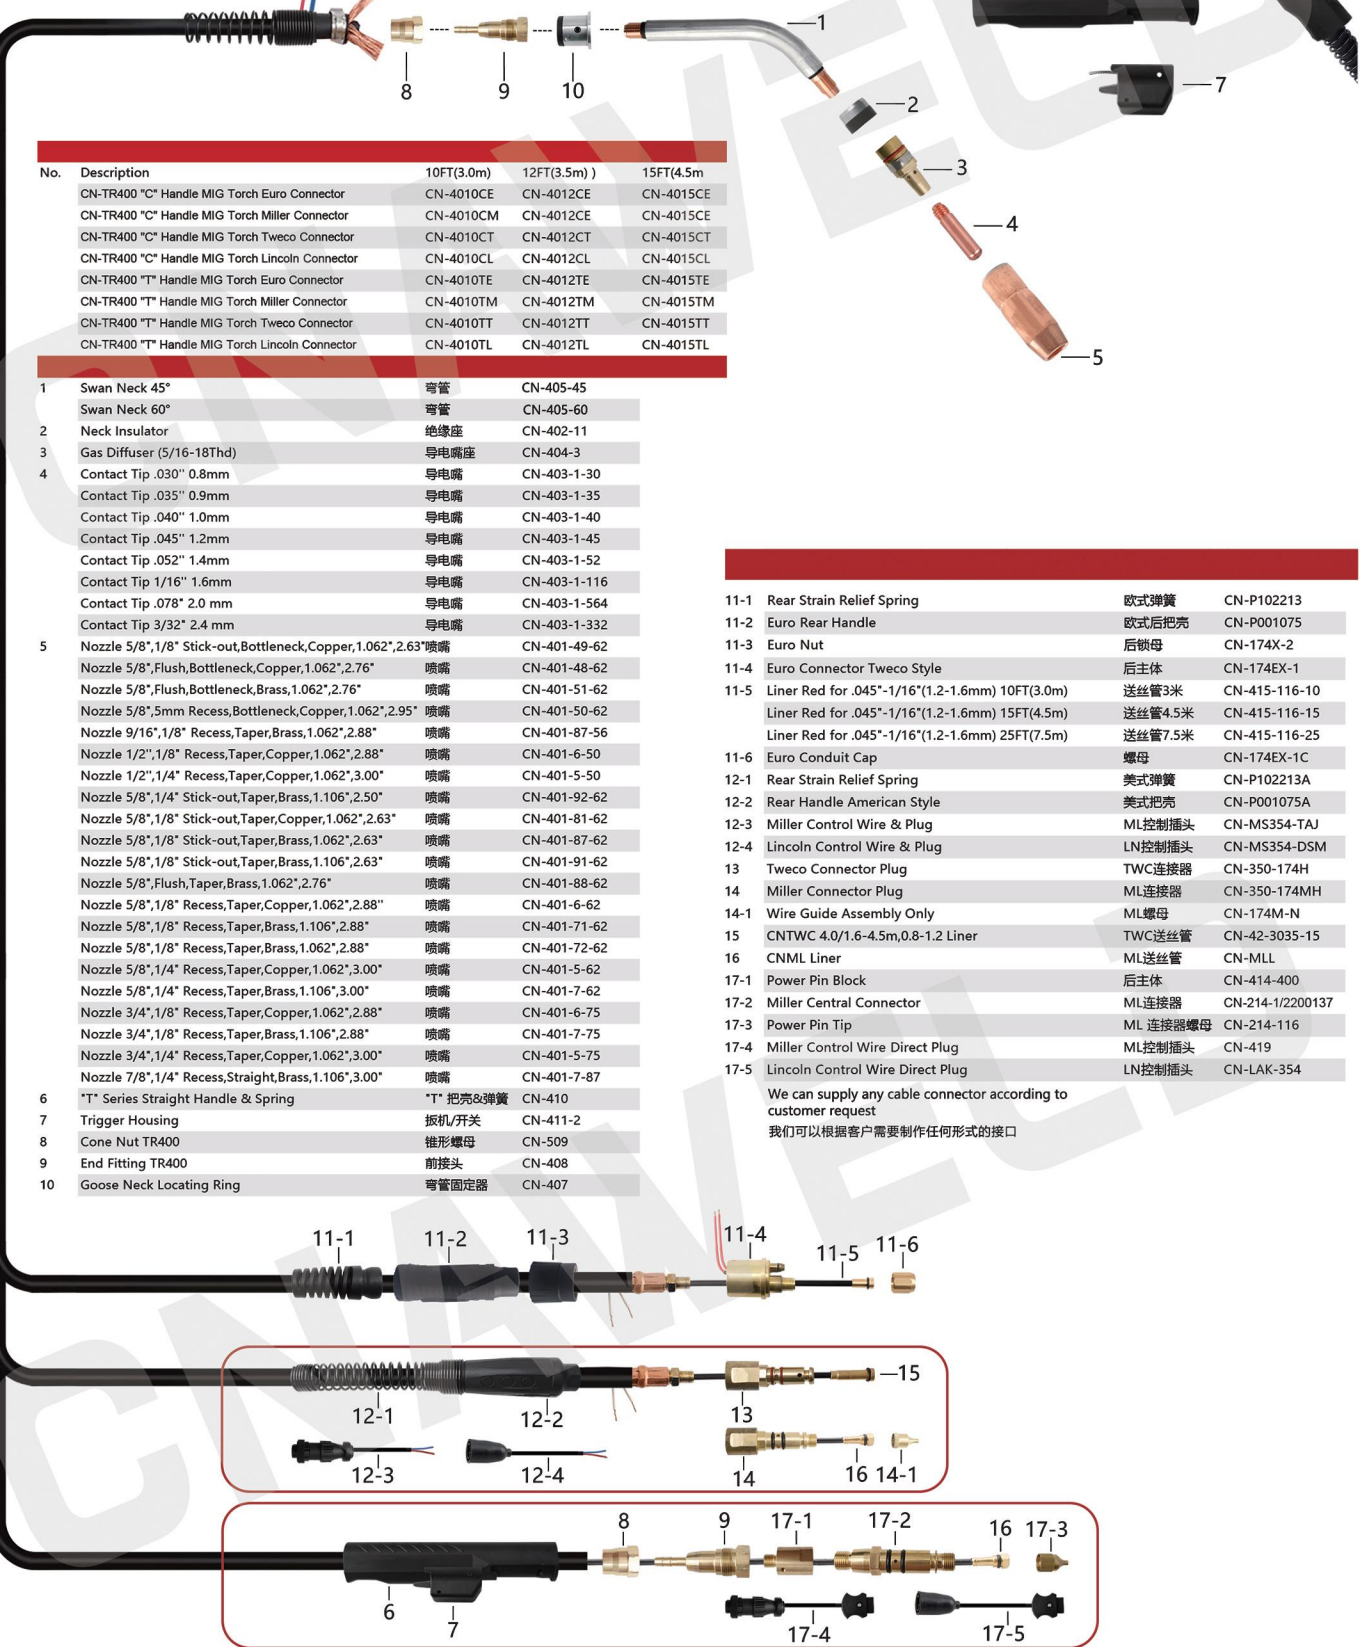 1
8
9
10
7
2
3
4
5
No. Description 10FT(3.0m) 12FT(3.5m) ) 15FT(4.5m
CN-TR400 "C" Handle MIG Torch Euro Connector CN-4010CE CN-4012CE CN-4015CE
CN-TR400 "C" Handle MIG Torch Miller Connector CN-4010CM CN-4012CE CN-4015CE
CN-TR400 "C" Handle MIG Torch Tweco Connector CN-4010CT CN-4012CT CN-4015CT
CN-TR400 "C" Handle MIG Torch Lincoln Connector CN-4010CL CN-4012CL CN-4015CL
CN-TR400 "T" Handle MIG Torch Euro Connector CN-4010TE CN-4012TE CN-4015TE
CN-TR400 "T" Handle MIG Torch Miller Connector CN-4010TM CN-4012TM CN-4015TM
CN-TR400 "T" Handle MIG Torch Tweco Connector CN-4010TT CN-4012TT CN-4015TT
CN-TR400 "T" Handle MIG Torch Lincoln Connector CN-4010TL CN-4012TL CN-4015TL
1 Swan Neck 45° 弯管 CN-405-45
Swan Neck 60° 弯管 CN-405-60
2 Neck Insulator 绝缘座 CN-402-11
3 Gas Diffuser (5/16-18Thd) 导电嘴座 CN-404-3
4 Contact Tip .030'' 0.8mm 导电嘴 CN-403-1-30
Contact Tip .035'' 0.9mm 导电嘴 CN-403-1-35
Contact Tip .040'' 1.0mm 导电嘴 CN-403-1-40
Contact Tip .045'' 1.2mm 导电嘴 CN-403-1-45
Contact Tip .052'' 1.4mm 导电嘴 CN-403-1-52
Contact Tip 1/16'' 1.6mm 导电嘴 CN-403-1-116
Contact Tip .078" 2.0 mm 导电嘴 CN-403-1-564
Contact Tip 3/32" 2.4 mm 导电嘴 CN-403-1-332
5 Nozzle 5/8",1/8" Stick-out,Bottleneck,Copper,1.062",2.63" 喷嘴 CN-401-49-62
Nozzle 5/8",Flush,Bottleneck,Copper,1.062",2.76" 喷嘴 CN-401-48-62
Nozzle 5/8",Flush,Bottleneck,Brass,1.062",2.76" 喷嘴 CN-401-51-62
Nozzle 5/8",5mm Recess,Bottleneck,Copper,1.062",2.95" 喷嘴 CN-401-50-62
Nozzle 9/16",1/8" Recess,Taper,Brass,1.062",2.88" 喷嘴 CN-401-87-56
Nozzle 1/2'',1/8" Recess,Taper,Copper,1.062",2.88" 喷嘴 CN-401-6-50
Nozzle 1/2'',1/4" Recess,Taper,Copper,1.062",3.00" 喷嘴 CN-401-5-50
Nozzle 5/8",1/4" Stick-out,Taper,Brass,1.106",2.50" 喷嘴 CN-401-92-62
Nozzle 5/8",1/8" Stick-out,Taper,Copper,1.062",2.63" 喷嘴 CN-401-81-62
Nozzle 5/8",1/8" Stick-out,Taper,Brass,1.062",2.63" 喷嘴 CN-401-87-62
Nozzle 5/8",1/8" Stick-out,Taper,Brass,1.106",2.63" 喷嘴 CN-401-91-62
Nozzle 5/8",Flush,Taper,Brass,1.062",2.76" 喷嘴 CN-401-88-62
Nozzle 5/8",1/8" Recess,Taper,Copper,1.062",2.88'' 喷嘴 CN-401-6-62
Nozzle 5/8",1/8" Recess,Taper,Brass,1.106",2.88" 喷嘴 CN-401-71-62
Nozzle 5/8",1/8" Recess,Taper,Brass,1.062",2.88" 喷嘴 CN-401-72-62
Nozzle 5/8",1/4" Recess,Taper,Copper,1.062",3.00" 喷嘴 CN-401-5-62
Nozzle 5/8",1/4" Recess,Taper,Brass,1.106",3.00" 喷嘴 CN-401-7-62
Nozzle 3/4",1/8" Recess,Taper,Copper,1.062",2.88" 喷嘴 CN-401-6-75
Nozzle 3/4",1/8" Recess,Taper,Brass,1.106",2.88" 喷嘴 CN-401-7-75
Nozzle 3/4",1/4" Recess,Taper,Copper,1.062",3.00" 喷嘴 CN-401-5-75
Nozzle 7/8",1/4" Recess,Straight,Brass,1.106",3.00" 喷嘴 CN-401-7-87
6 "T" Series Straight Handle & Spring "T" 把壳&弹簧 CN-410
7 Trigger Housing 扳机/开关 CN-411-2
8 Cone Nut TR400 锥形螺母 CN-509
9 End Fitting TR400 前接头 CN-408
10 Goose Neck Locating Ring 弯管固定器 CN-407
11-1 Rear Strain Relief Spring 欧式弹簧 CN-P102213
11-2 Euro Rear Handle 欧式后把壳 CN-P001075
11-3 Euro Nut 后锁母 CN-174X-2
11-4 Euro Connector Tweco Style 后主体 CN-174EX-1
11-5 Liner Red for .045"-1/16"(1.2-1.6mm) 10FT(3.0m) 送丝管3米 CN-415-116-10
Liner Red for .045"-1/16"(1.2-1.6mm) 15FT(4.5m) 送丝管4.5米 CN-415-116-15
Liner Red for .045"-1/16"(1.2-1.6mm) 25FT(7.5m) 送丝管7.5米 CN-415-116-25
11-6 Euro Conduit Cap 螺母 CN-174EX-1C
12-1 Rear Strain Relief Spring 美式弹簧 CN-P102213A
12-2 Rear Handle American Style 美式把壳 CN-P001075A
12-3 Miller Control Wire & Plug ML控制插头 CN-MS354-TAJ
12-4 Lincoln Control Wire & Plug LN控制插头 CN-MS354-DSM
13 Tweco Connector Plug TWC连接器 CN-350-174H
14 Miller Connector Plug ML连接器 CN-350-174MH
14-1 Wire Guide Assembly Only ML螺母 CN-174M-N
15 CNTWC 4.0/1.6-4.5m,0.8-1.2 Liner TWC送丝管 CN-42-3035-15
16 CNML Liner ML送丝管 CN-MLL
17-1 Power Pin Block 后主体 CN-414-400
17-2 Miller Central Connector ML连接器 CN-214-1/2200137
17-3 Power Pin Tip ML 连接器螺母 CN-214-116
17-4 Miller Control Wire Direct Plug ML控制插头 CN-419
17-5 Lincoln Control Wire Direct Plug LN控制插头 CN-LAK-354
We can supply any cable connector according to
customer request
我们可以根据客户需要制作任何形式的接口
11-1
11-2
11-3
11-4
11-5
11-6
12-1
12-2
13
15
12-3
12-4
14
16
14-1
8
9
17-1
17-2
16
17-3
6
7
17-4
17-5
CNAWELD
CNAWELD